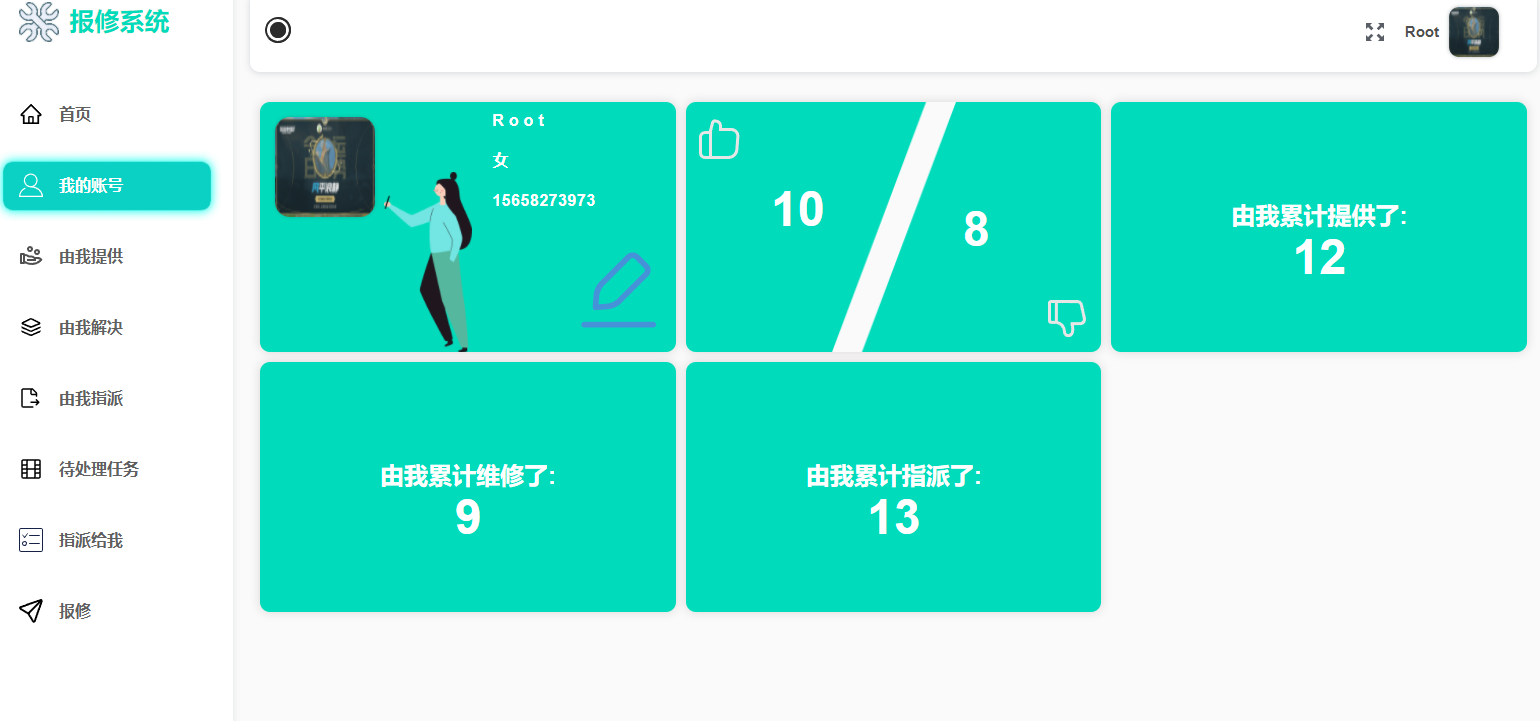 报修系统
首页
我的账号
由我提供
由我解决
由我指派
待处理任务
指派给我
报修
Root
Root
女
15658273973
10
8
由我累计提供了:
12
由我累计维修了:
9
由我累计指派了:
13